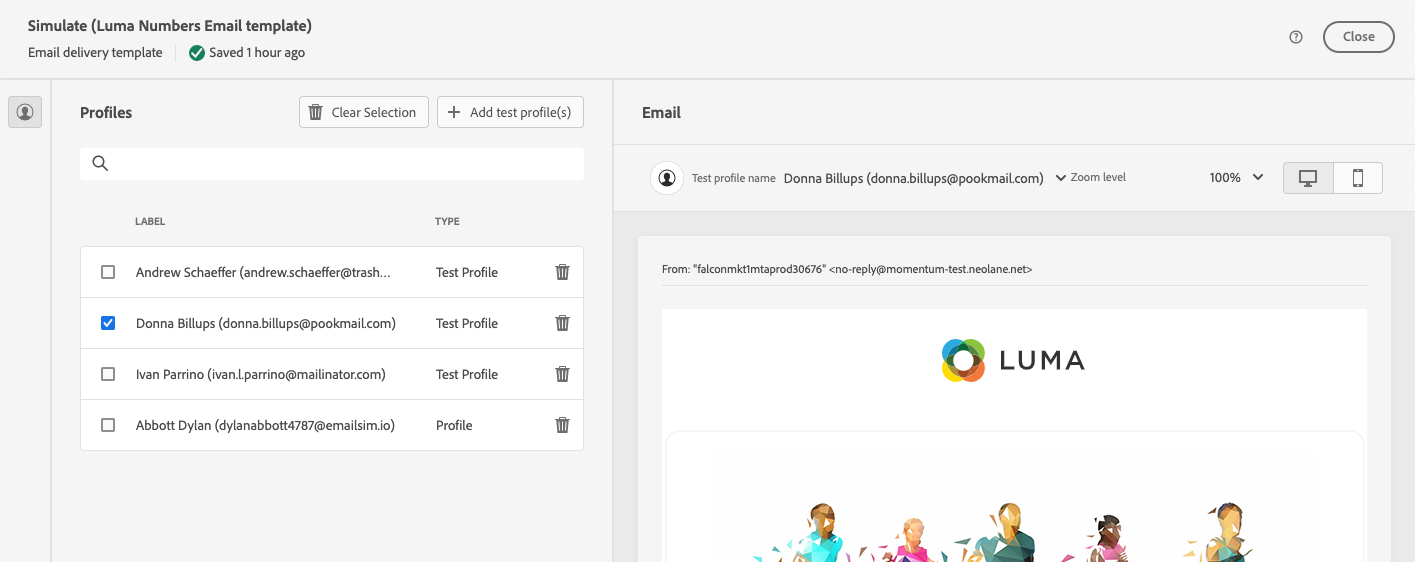 Simulate (Luma Numbers Email template)
Email delivery template
Saved 1 hour ago
Close
Profiles
Clear Selection
Add test profile(s)
LABEL
TYPE
Andrew Schaeffer (andrew.schaeffer@trash...
Test Profile
Donna Billups (donna.billups@pookmail.com)
Test Profile
Ivan Parrino (ivan.l.parrino@mailinator.com)
Test Profile
Abbott Dylan (dylanabbott4787@emailsim.io)
Profile
Email
Test profile name
Donna Billups (donna.billups@pookmail.com)
Zoom level
100%
From: "falconmkt1mtaprod30676" <no-reply@momentum-test.neolane.net>
LUMA